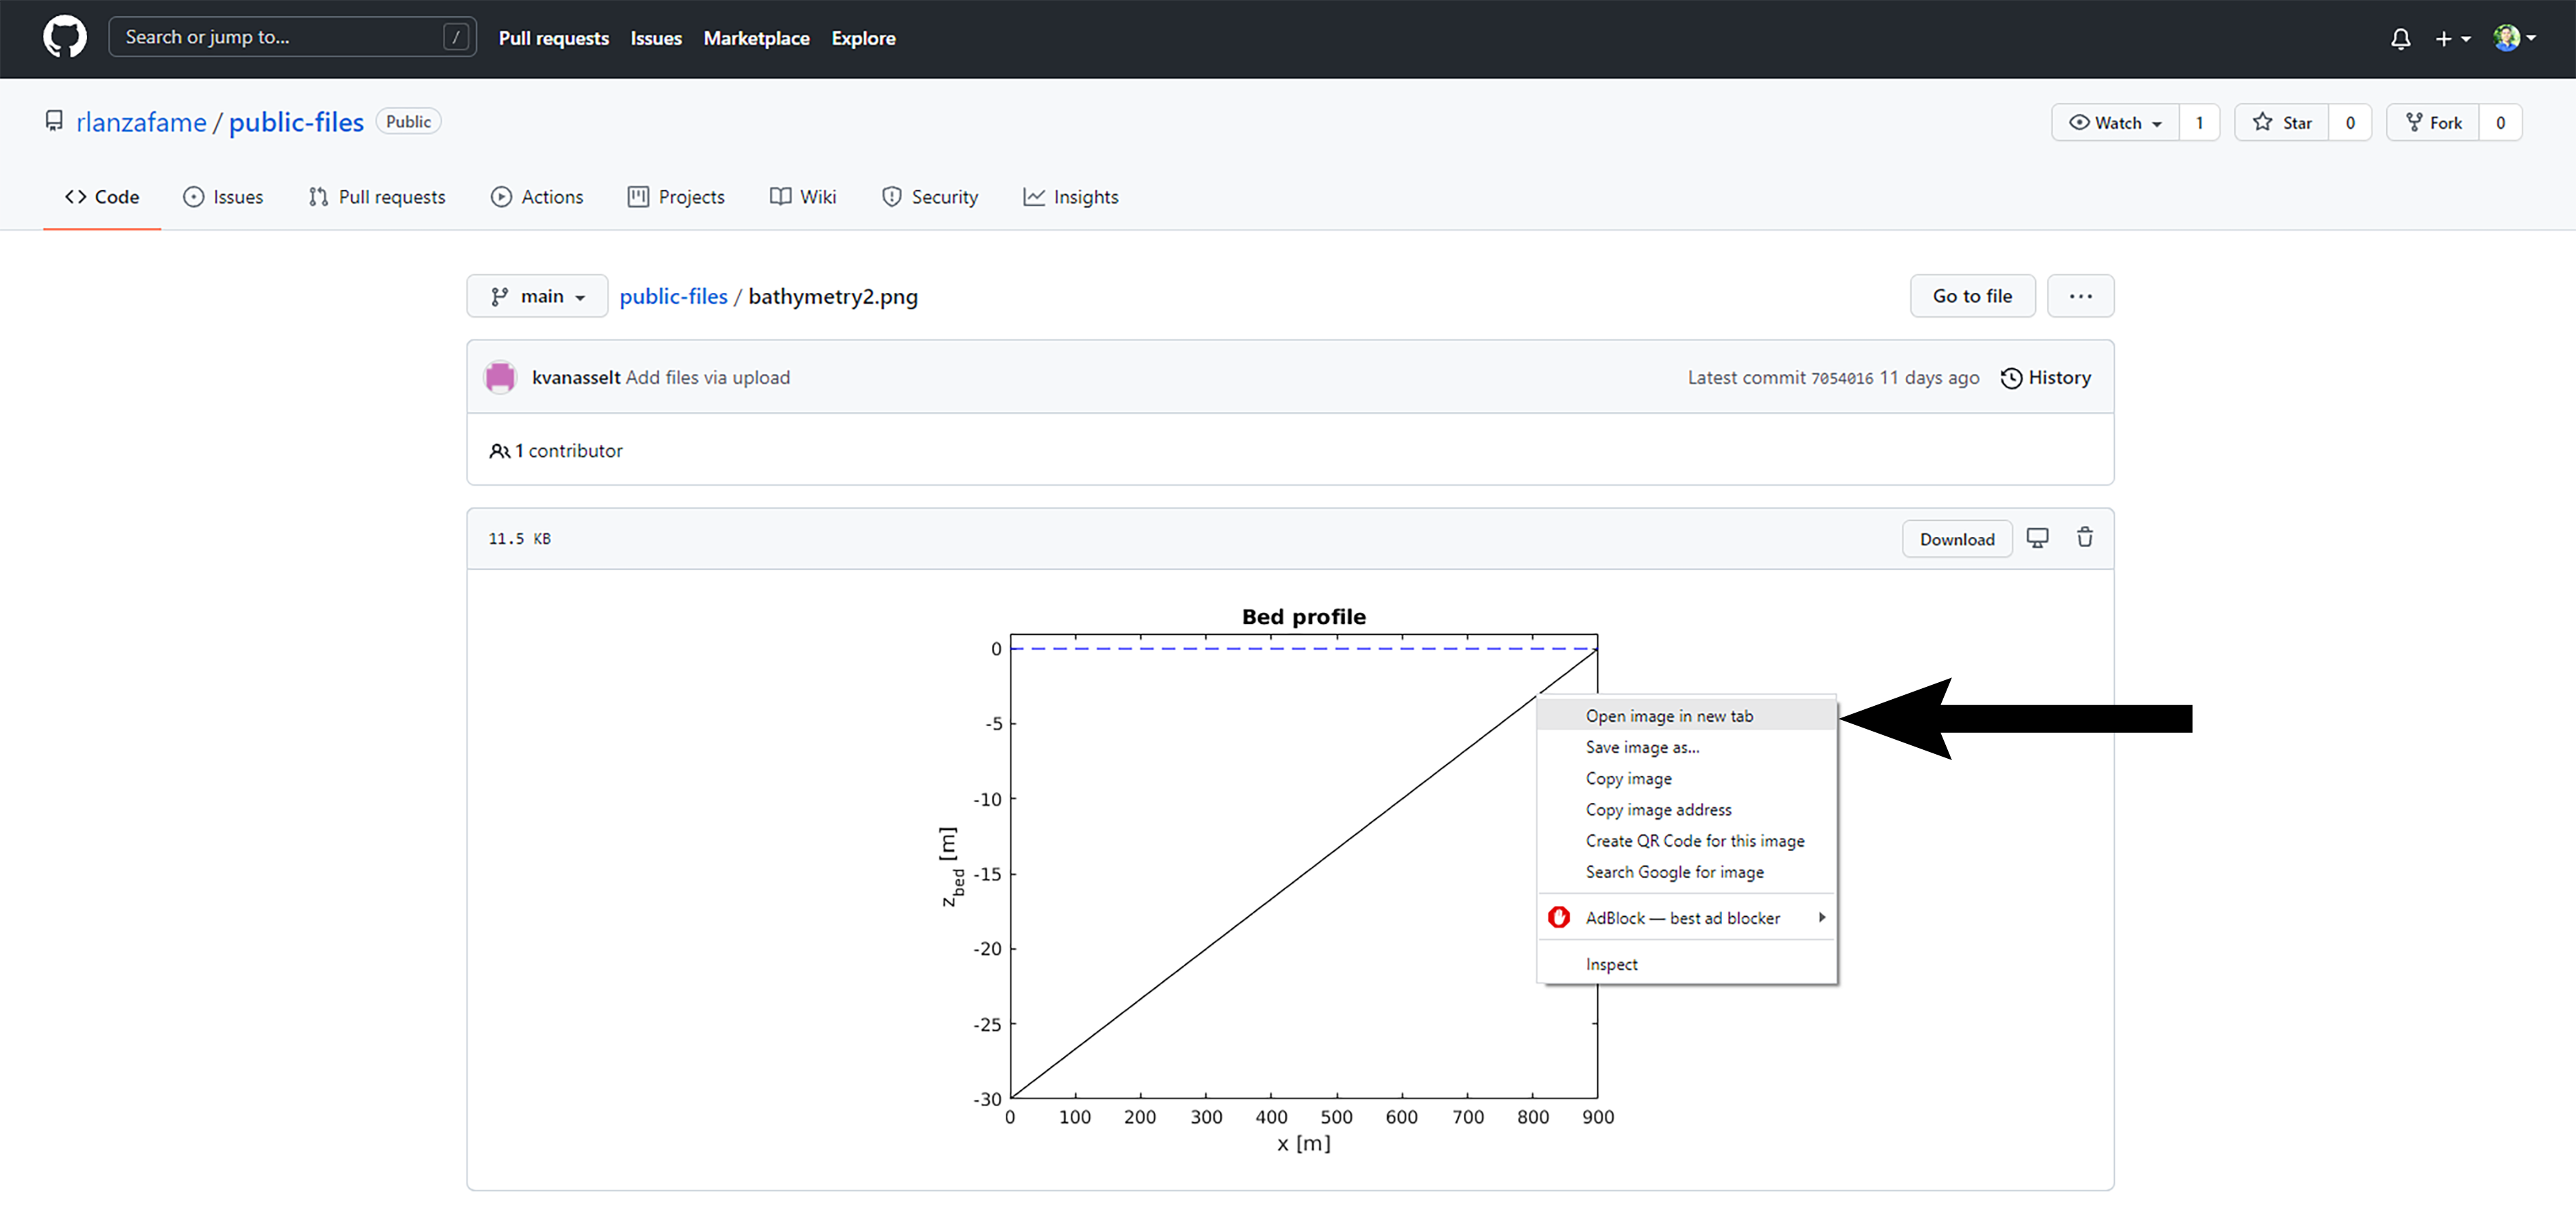 Search or jump to... / Pull requests Issues Marketplace Explore
rlanzafame / public-files Public Watch 1 Star 0 Fork 0
Code Issues Pull requests Actions Projects Wiki Security Insights
main public-files / bathymetry2.png Go to file ...
kvanasselt Add files via upload Latest commit 7054016 11 days ago History
1 contributor
11.5 KB Download
Bed profile
0
-5
-10
-15
-20
-25
-30
z_bed [m]
0 100 200 300 400 500 600 700 800 900
x [m]
Open image in new tab
Save image as...
Copy image
Copy image address
Create QR Code for this image
Search Google for image
AdBlock — best ad blocker
Inspect